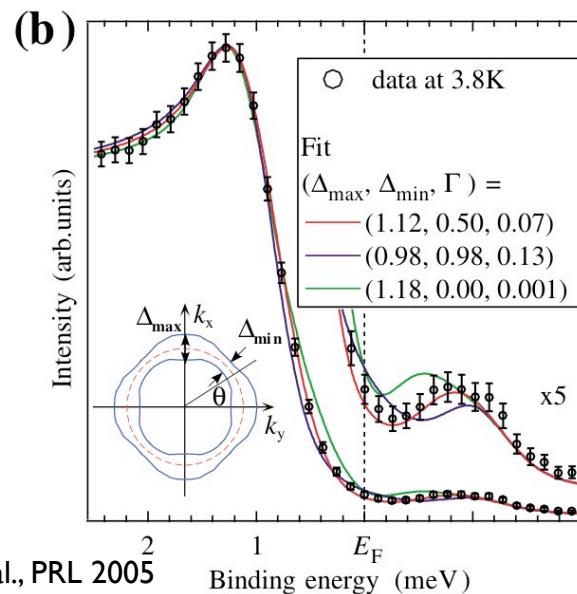 (b)
data at 3.8K
Fit
(Δmax, Δmin, Γ) =
(1.12, 0.50, 0.07)
(0.98, 0.98, 0.13)
(1.18, 0.00, 0.001)
Intensity (arb.units)
Δmax
kx
Δmin
θ
ky
x5
2
1
EF
al., PRL 2005
Binding energy (meV)